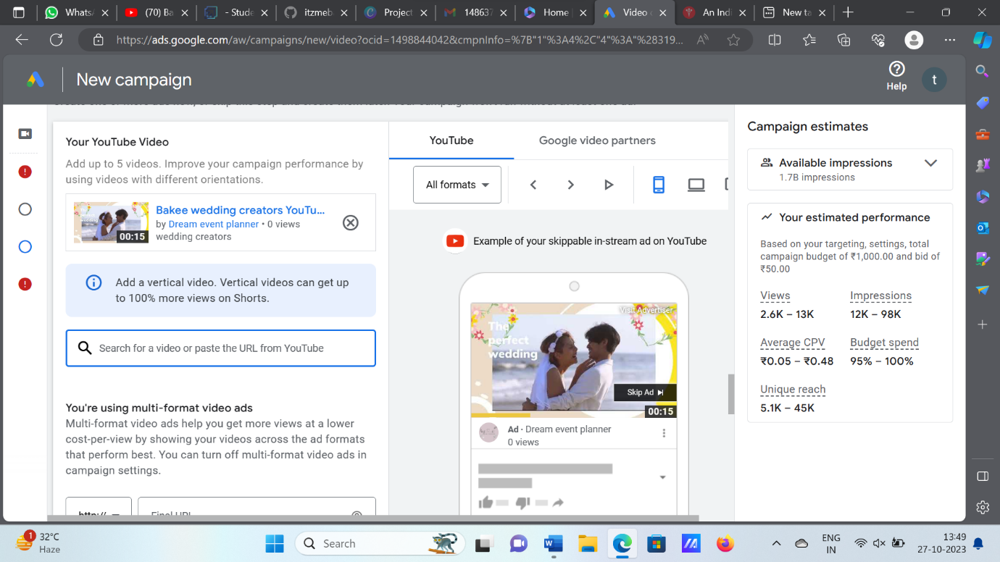 WhatsA
(70) Ba
- Stude
itzmeb
Project
148637
Home
Video
An Indi
New ta
https://ads.google.com/aw/campaigns/new/video?ocid=1498844042&cmpnInfo=%7B"1"%3A4%2C"4"%3A"%28319...
New campaign
Help
t
Your YouTube Video
Add up to 5 videos. Improve your campaign performance by
using videos with different orientations.
Bakee wedding creators YouTu...
by Dream event planner • 0 views
wedding creators
00:15
Add a vertical video. Vertical videos can get up
to 100% more views on Shorts.
Search for a video or paste the URL from YouTube
You're using multi-format video ads
Multi-format video ads help you get more views at a lower
cost-per-view by showing your videos across the ad formats
that perform best. You can turn off multi-format video ads in
campaign settings.
http://
Final URL
YouTube
Google video partners
All formats
Example of your skippable in-stream ad on YouTube
Visit Advertiser
The
perfect
wedding
Skip Ad
00:15
Ad · Dream event planner
0 views
Campaign estimates
Available impressions
1.7B impressions
Your estimated performance
Based on your targeting, settings, total
campaign budget of ₹1,000.00 and bid of
₹50.00
Views Impressions
2.6K – 13K 12K – 98K
Average CPV Budget spend
₹0.05 – ₹0.48 95% – 100%
Unique reach
5.1K – 45K
1
32°C
Haze
Search
ENG
IN
13:49
27-10-2023